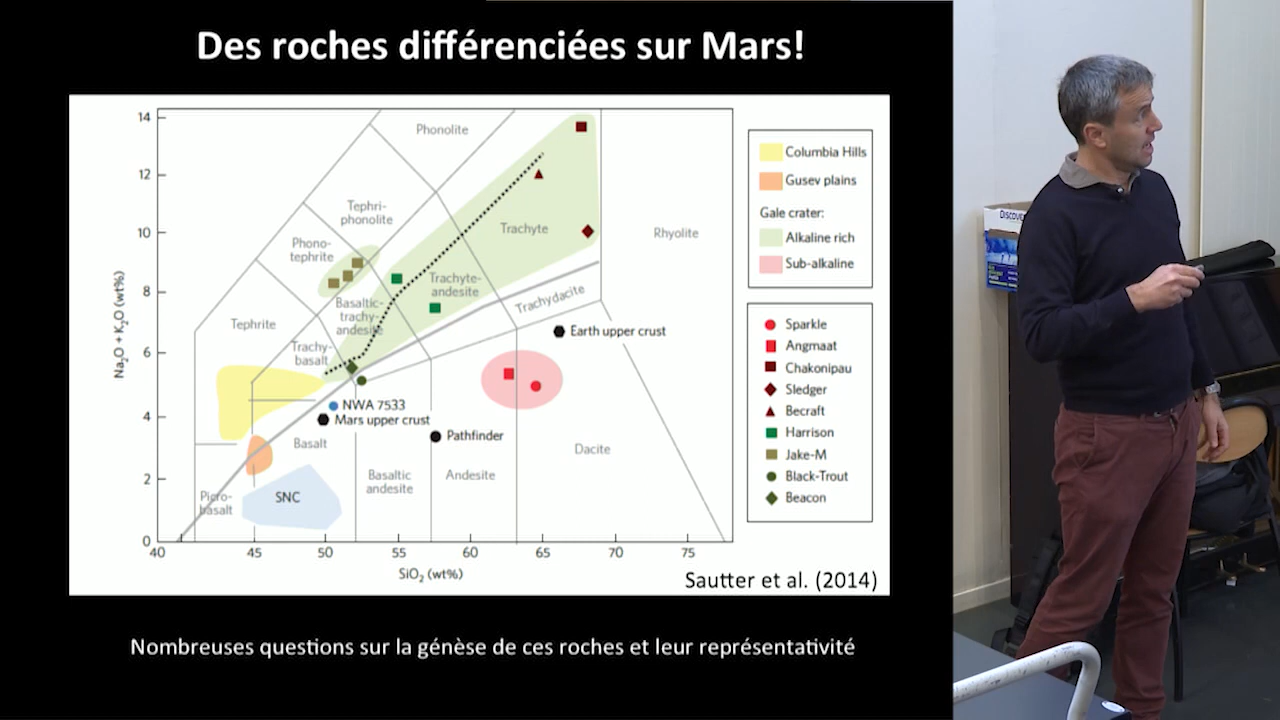 Des roches différenciées sur Mars!
14
12
10
8
6
4
2
0
Na₂O + K₂O (wt%)
40
45
50
55
60
65
70
75
SiO₂ (wt%)
Phonolite
Tephri-
phonolite
Phono-
tephrite
Trachyte
Rhyolite
Trachyte-
andesite
Basaltic-
trachy-
andesite
Trachydacite
Tephrite
Trachy-
basalt
Earth upper crust
NWA 7533
Mars upper crust
Pathfinder
Basalt
Dacite
Basaltic
andesite
Andesite
Picro-
basalt
SNC
Columbia Hills
Gusev plains
Gale crater:
Alkaline rich
Sub-alkaline
Sparkle
Angmaat
Chakonipau
Sledger
Becraft
Harrison
Jake-M
Black-Trout
Beacon
Sautter et al. (2014)
Nombreuses questions sur la génèse de ces roches et leur représentativité